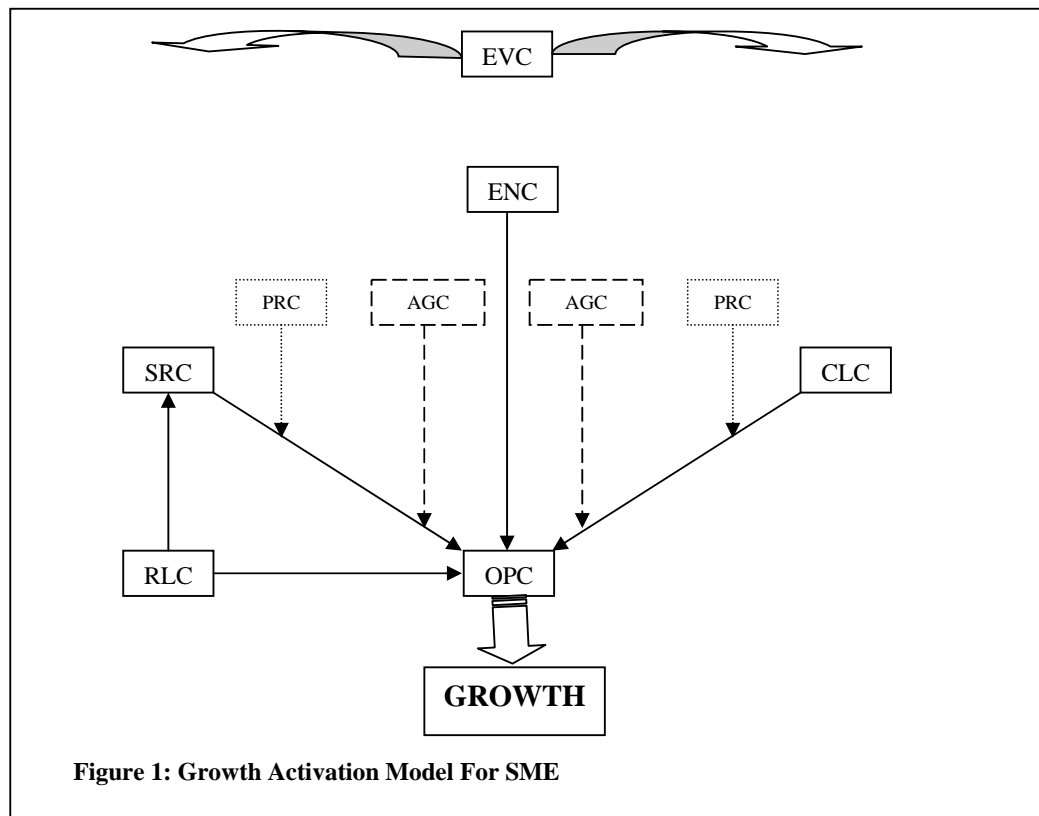 EVC
ENC
PRC
AGC
AGC
PRC
SRC
CLC
RLC
OPC
GROWTH
Figure 1: Growth Activation Model For SME